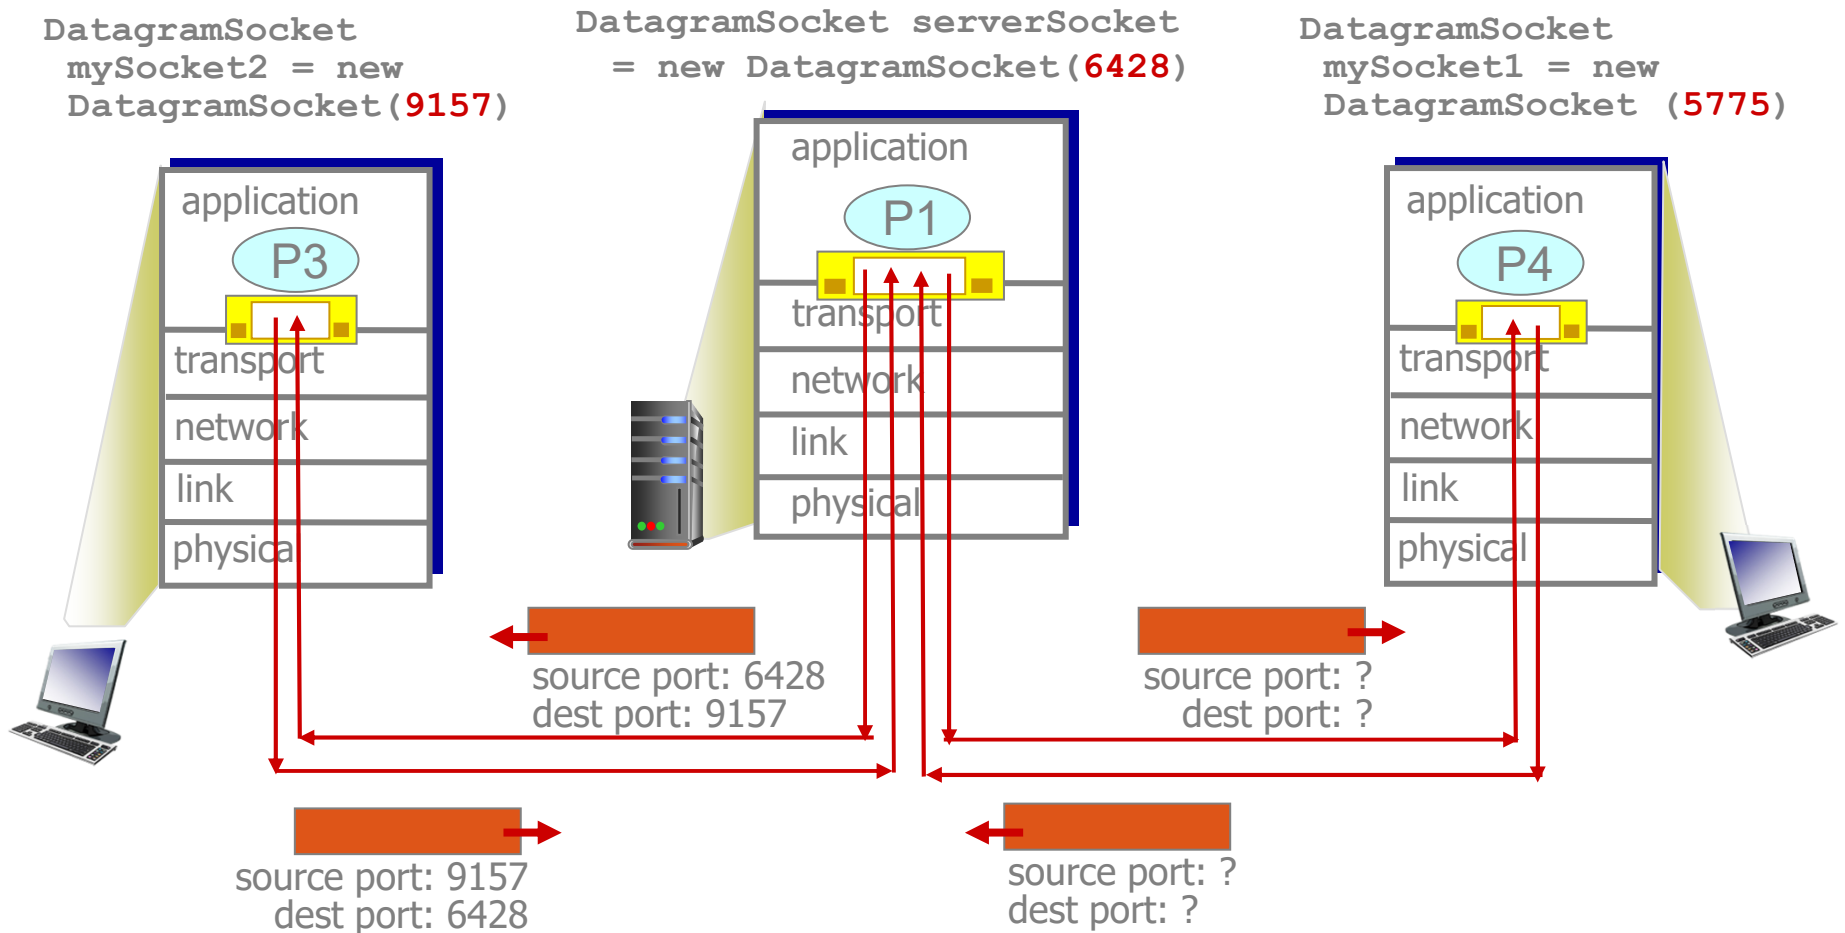 DatagramSocket
mySocket2 = new
DatagramSocket(9157)
DatagramSocket serverSocket
= new DatagramSocket(6428)
DatagramSocket
mySocket1 = new
DatagramSocket (5775)
application
P3
transport
network
link
physical
application
P1
transport
network
link
physical
application
P4
transport
network
link
physical
source port: 6428
dest port: 9157
source port: ?
dest port: ?
source port: 9157
dest port: 6428
source port: ?
dest port: ?